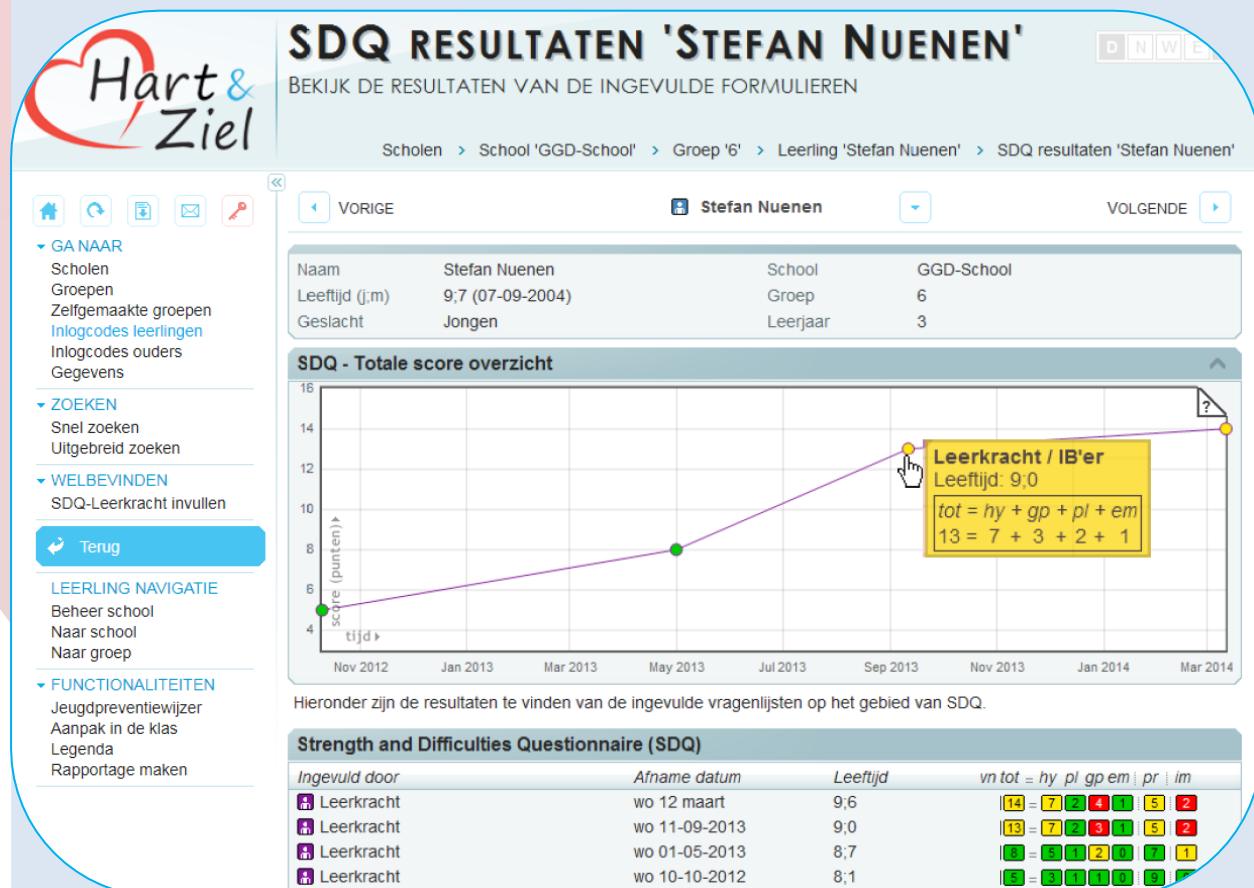 Hart &
Ziel
SDQ RESULTATEN 'STEFAN NUENEN'
BEKIJK DE RESULTATEN VAN DE INGEVULDE FORMULIEREN
D N W E
Scholen > School 'GGD-School' > Groep '6' > Leerling 'Stefan Nuenen' > SDQ resultaten 'Stefan Nuenen'
GA NAAR
Scholen
Groepen
Zelfgemaakte groepen
Inlogcodes leerlingen
Inlogcodes ouders
Gegevens
ZOEKEN
Snel zoeken
Uitgebreid zoeken
WELBEVINDEN
SDQ-Leerkracht invullen
Terug
LEERLING NAVIGATIE
Beheer school
Naar school
Naar groep
FUNCTIONALITEITEN
Jeugdpreventiewijzer
Aanpak in de klas
Legenda
Rapportage maken
VORIGE Stefan Nuenen VOLGENDE
Naam Stefan Nuenen School GGD-School
Leeftijd (j;m) 9;7 (07-09-2004) Groep 6
Geslacht Jongen Leerjaar 3
SDQ - Totale score overzicht
16
14
12
10
8
6
4
score (punten)
tijd
?
Leerkracht / IB'er
Leeftijd: 9;0
tot = hy + gp + pl + em
13 = 7 + 3 + 2 + 1
Nov 2012 Jan 2013 Mar 2013 May 2013 Jul 2013 Sep 2013 Nov 2013 Jan 2014 Mar 2014
Hieronder zijn de resultaten te vinden van de ingevulde vragenlijsten op het gebied van SDQ.
Strength and Difficulties Questionnaire (SDQ)
Ingevuld door Afname datum Leeftijd vn tot = hy pl gp em pr im
Leerkracht wo 12 maart 9;6 14 = 7 2 4 1 5 2
Leerkracht wo 11-09-2013 9;0 13 = 7 2 3 1 5 2
Leerkracht wo 01-05-2013 8;7 8 = 5 1 2 0 7 1
Leerkracht wo 10-10-2012 8;1 5 = 3 1 1 0 9